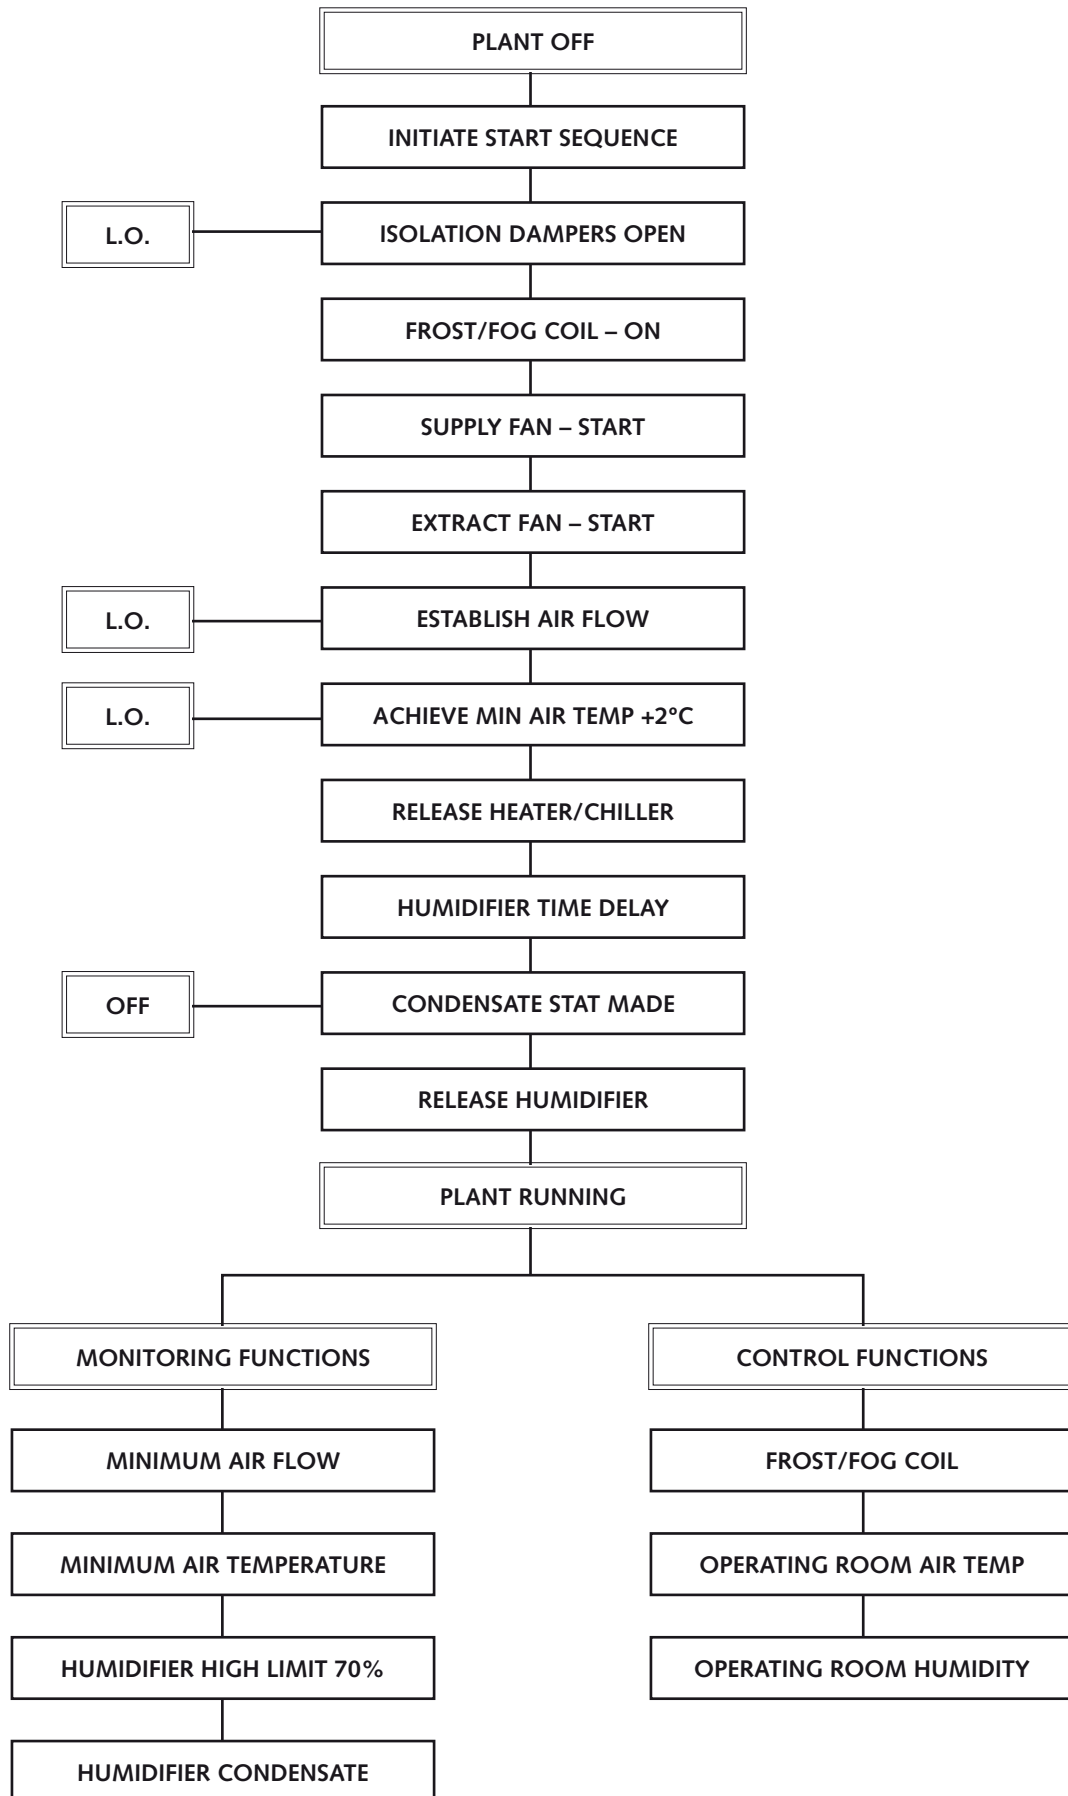 PLANT OFF
INITIATE START SEQUENCE
L.O.
ISOLATION DAMPERS OPEN
FROST/FOG COIL – ON
SUPPLY FAN – START
EXTRACT FAN – START
L.O.
ESTABLISH AIR FLOW
L.O.
ACHIEVE MIN AIR TEMP +2ºC
RELEASE HEATER/CHILLER
HUMIDIFIER TIME DELAY
OFF
CONDENSATE STAT MADE
RELEASE HUMIDIFIER
PLANT RUNNING
MONITORING FUNCTIONS
MINIMUM AIR FLOW
MINIMUM AIR TEMPERATURE
HUMIDIFIER HIGH LIMIT 70%
HUMIDIFIER CONDENSATE
CONTROL FUNCTIONS
FROST/FOG COIL
OPERATING ROOM AIR TEMP
OPERATING ROOM HUMIDITY